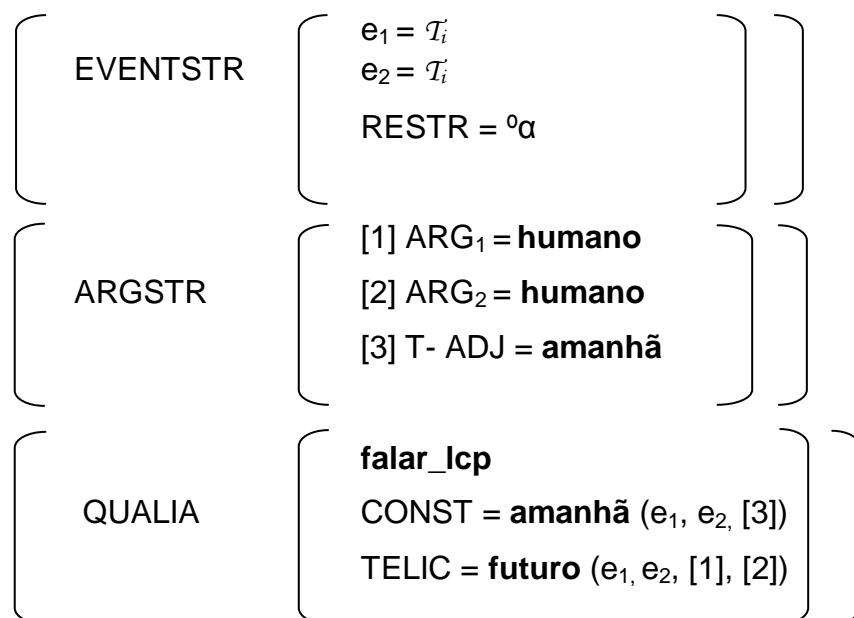 e₁ = 𝒯ᵢ
EVENTSTR e₂ = 𝒯ᵢ
RESTR = ⁰α
[1] ARG₁ = humano
ARGSTR [2] ARG₂ = humano
[3] T- ADJ = amanhã
falar_lcp
QUALIA CONST = amanhã (e₁, e₂, [3])
TELIC = futuro (e₁, e₂, [1], [2])